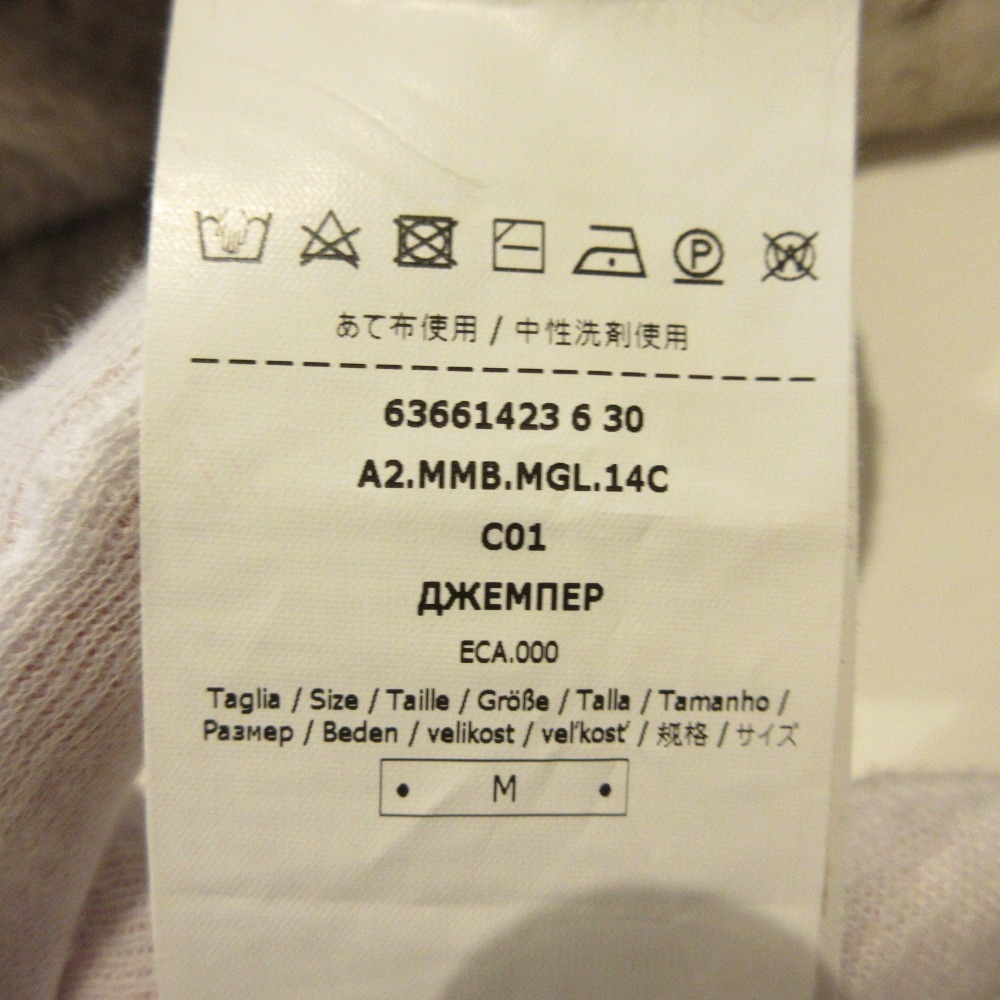 P W
あて布使用 / 中性洗剤使用
63661423 6 30
A2.MMB.MGL.14C
C01
ДЖЕМПЕР
ECA.000
Taglia / Size / Taille / Größe / Talla / Tamanho /
Размер / Beden / velikost / veľkosť / 规格 / サイズ
M